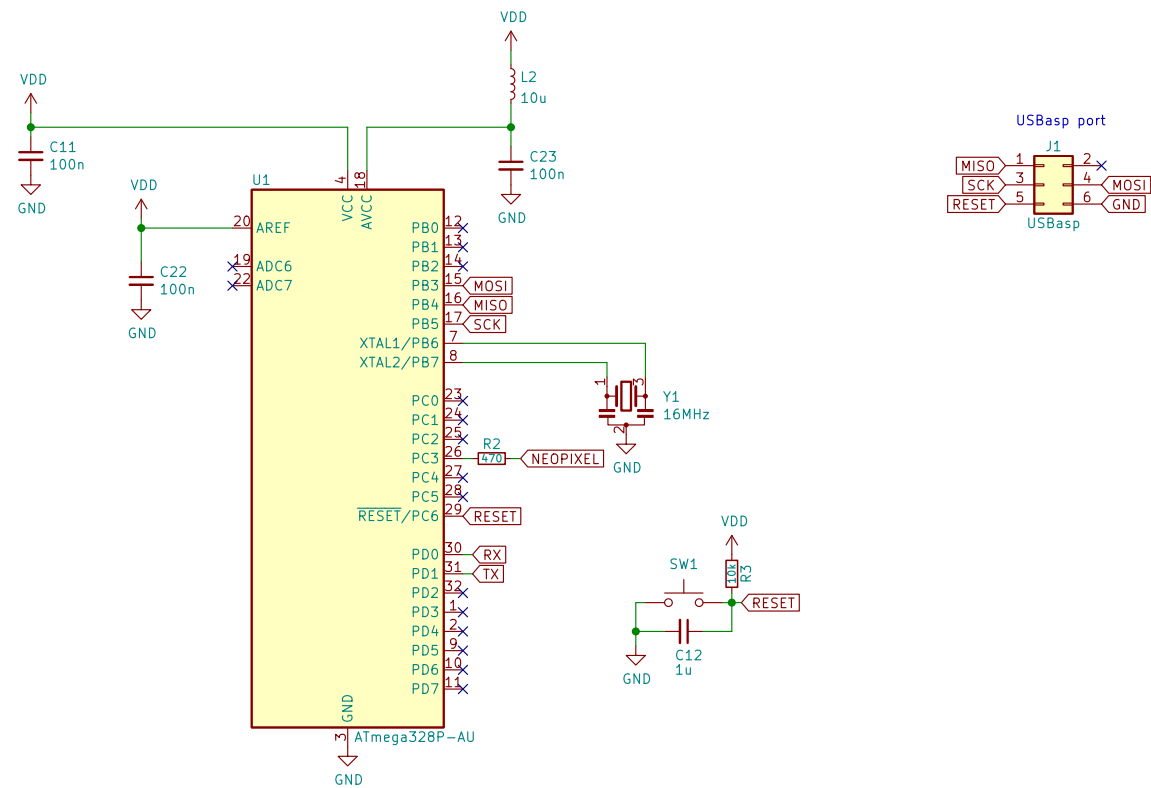 VDD
L2
10u
VDD
C11
100n
GND
C23
100n
GND
VDD
C22
100n
GND
U1
4
VCC
18
AVCC
20
AREF
19
ADC6
22
ADC7
PB0
12
PB1
13
PB2
14
PB3
15
MOSI
PB4
16
MISO
PB5
17
SCK
XTAL1/PB6
7
XTAL2/PB7
8
1
3
2
Y1
16MHz
GND
PC0
23
PC1
24
PC2
25
PC3
26
R2
470
NEOPIXEL
PC4
27
PC5
28
RESET/PC6
29
RESET
PD0
30
RX
PD1
31
TX
PD2
32
PD3
1
PD4
2
PD5
9
PD6
10
PD7
11
GND
3
ATmega328P-AU
GND
VDD
SW1
10k
R3
RESET
C12
1u
GND
USBasp port
J1
MISO
1
2
SCK
3
4
MOSI
RESET
5
6
GND
USBasp